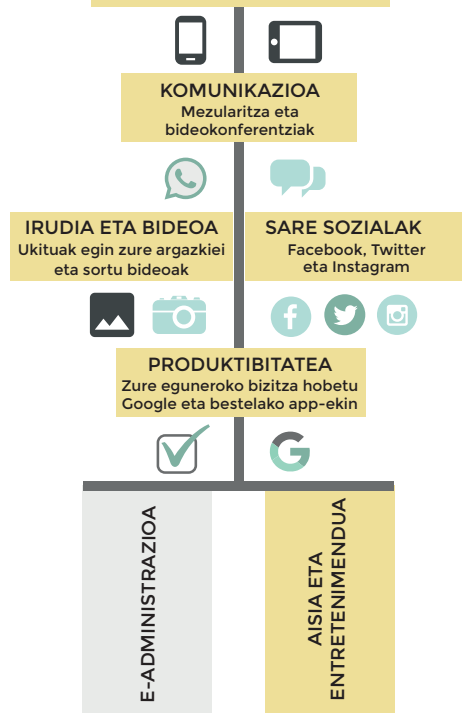 KOMUNIKAZIOA
Mezularitza eta
bideokonferentziak
IRUDIA ETA BIDEOA
Ukituak egin zure argazkiei
eta sortu bideoak
SARE SOZIALAK
Facebook, Twitter
eta Instagram
PRODUKTIBITATEA
Zure eguneroko bizitza hobetu
Google eta bestelako app-ekin
E-ADMINISTRAZIOA
AISIA ETA
ENTRETENIMENDUA